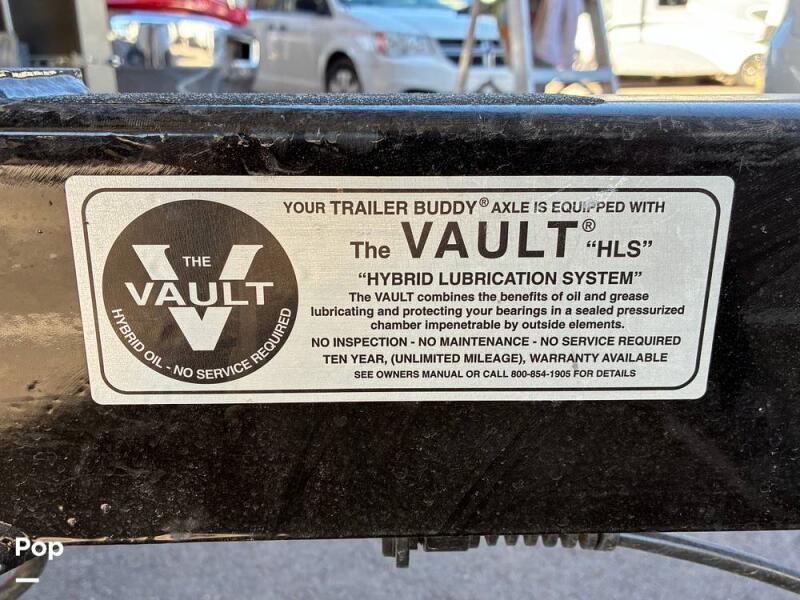 YOUR TRAILER BUDDY® AXLE IS EQUIPPED WITH
The VAULT® "HLS"
"HYBRID LUBRICATION SYSTEM"
The VAULT combines the benefits of oil and grease
lubricating and protecting your bearings in a sealed pressurized
chamber impenetrable by outside elements.
NO INSPECTION - NO MAINTENANCE - NO SERVICE REQUIRED
TEN YEAR, (UNLIMITED MILEAGE), WARRANTY AVAILABLE
SEE OWNERS MANUAL OR CALL 800-854-1905 FOR DETAILS
V
THE
VAULT
HYBRID OIL - NO SERVICE REQUIRED
Pop